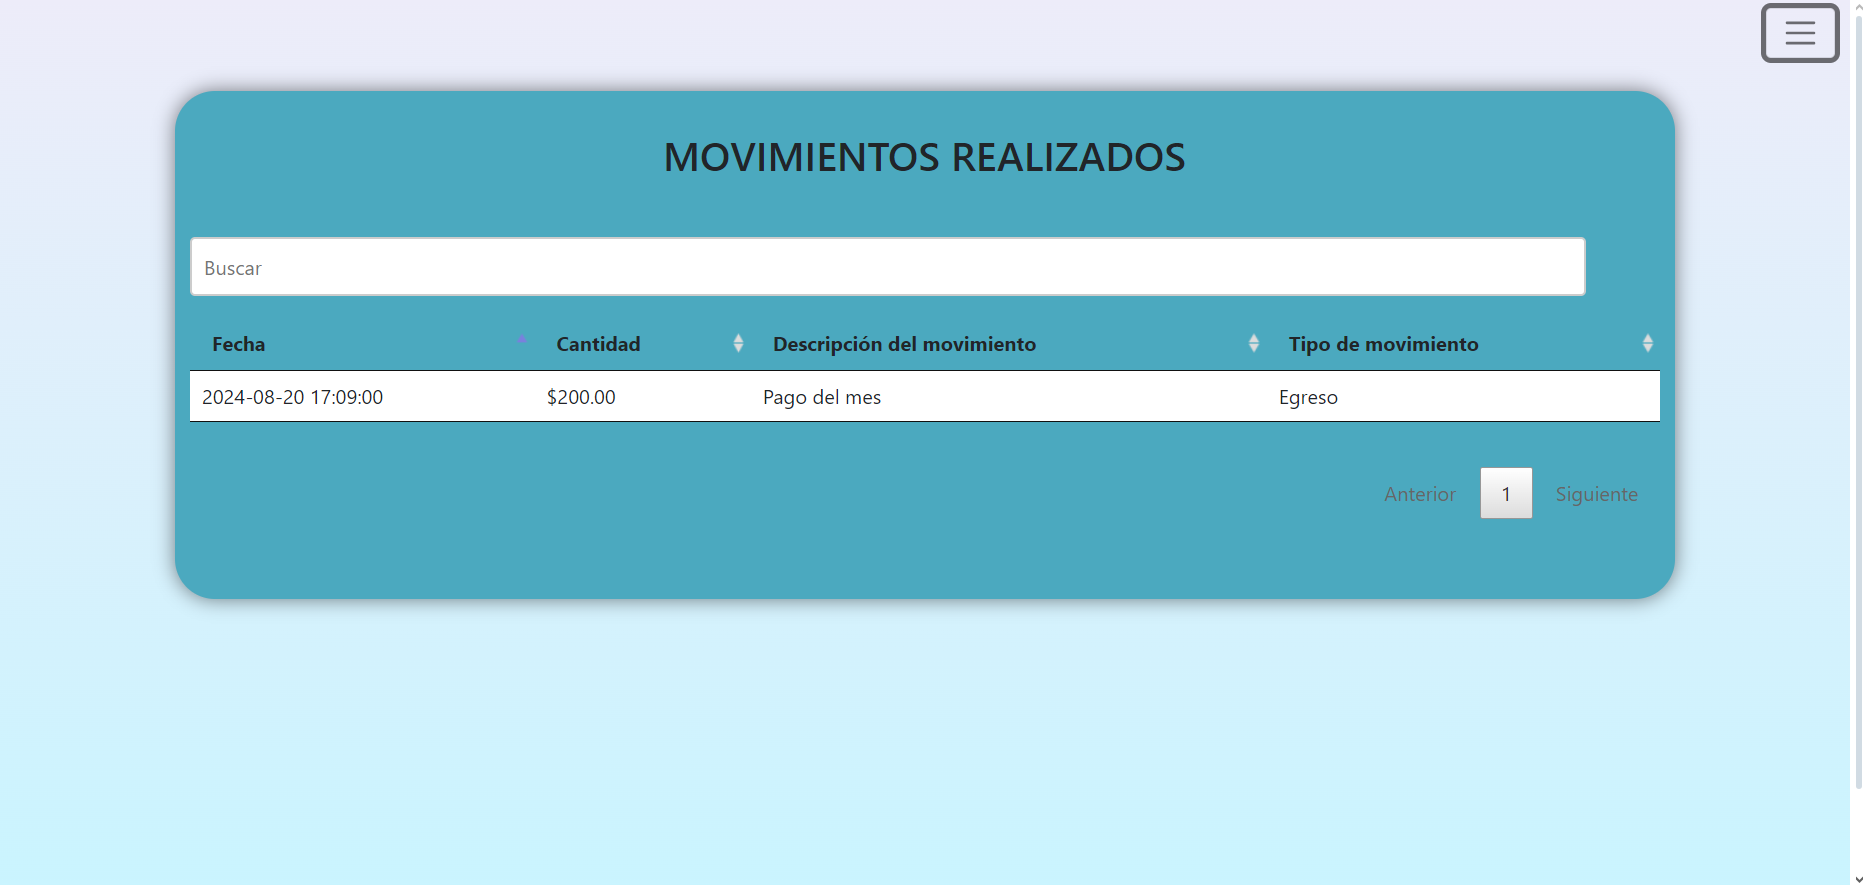 MOVIMIENTOS REALIZADOS
Buscar
Fecha Cantidad Descripción del movimiento Tipo de movimiento
2024-08-20 17:09:00 $200.00 Pago del mes Egreso
Anterior 1 Siguiente